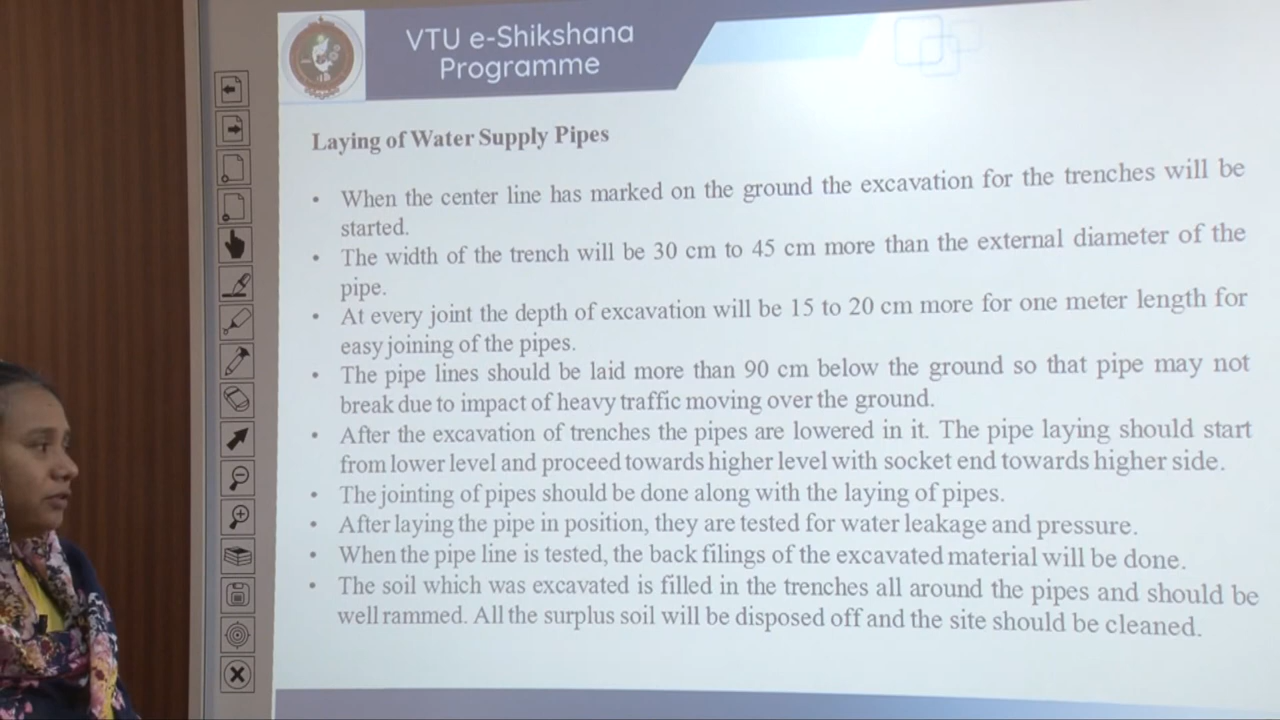 VTU e-Shikshana
Programme
Laying of Water Supply Pipes
• When the center line has marked on the ground the excavation for the trenches will be
started.
• The width of the trench will be 30 cm to 45 cm more than the external diameter of the
pipe.
• At every joint the depth of excavation will be 15 to 20 cm more for one meter length for
easy joining of the pipes.
• The pipe lines should be laid more than 90 cm below the ground so that pipe may not
break due to impact of heavy traffic moving over the ground.
• After the excavation of trenches the pipes are lowered in it. The pipe laying should start
from lower level and proceed towards higher level with socket end towards higher side.
• The jointing of pipes should be done along with the laying of pipes.
• After laying the pipe in position, they are tested for water leakage and pressure.
• When the pipe line is tested, the back filings of the excavated material will be done.
• The soil which was excavated is filled in the trenches all around the pipes and should be
well rammed. All the surplus soil will be disposed off and the site should be cleaned.